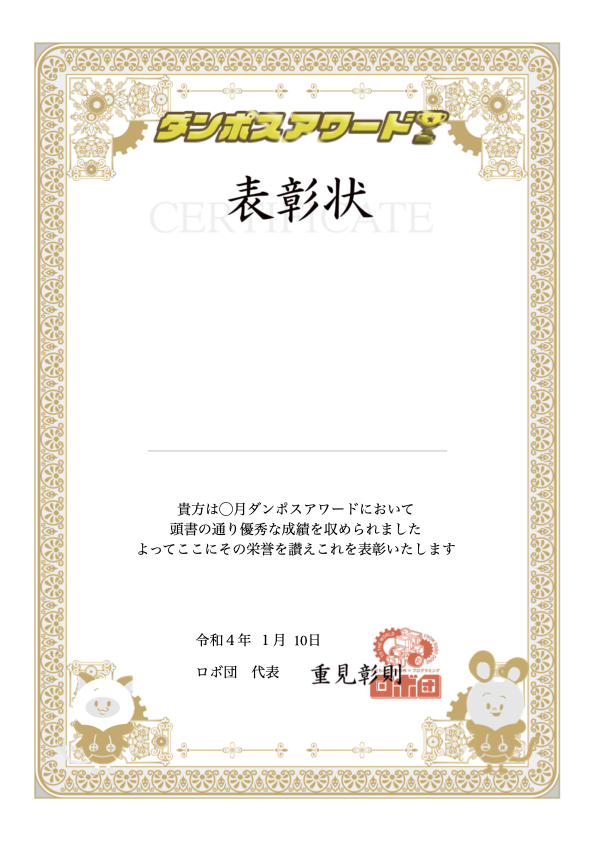 ダンポスアワード
表彰状
CERTIFICATE
貴方は◯月ダンポスアワードにおいて
頭書の通り優秀な成績を収められました
よってここにその栄誉を讃えこれを表彰いたします
令和４年 １月 10日
ロボ団 代表 重見彰則
ロボ団